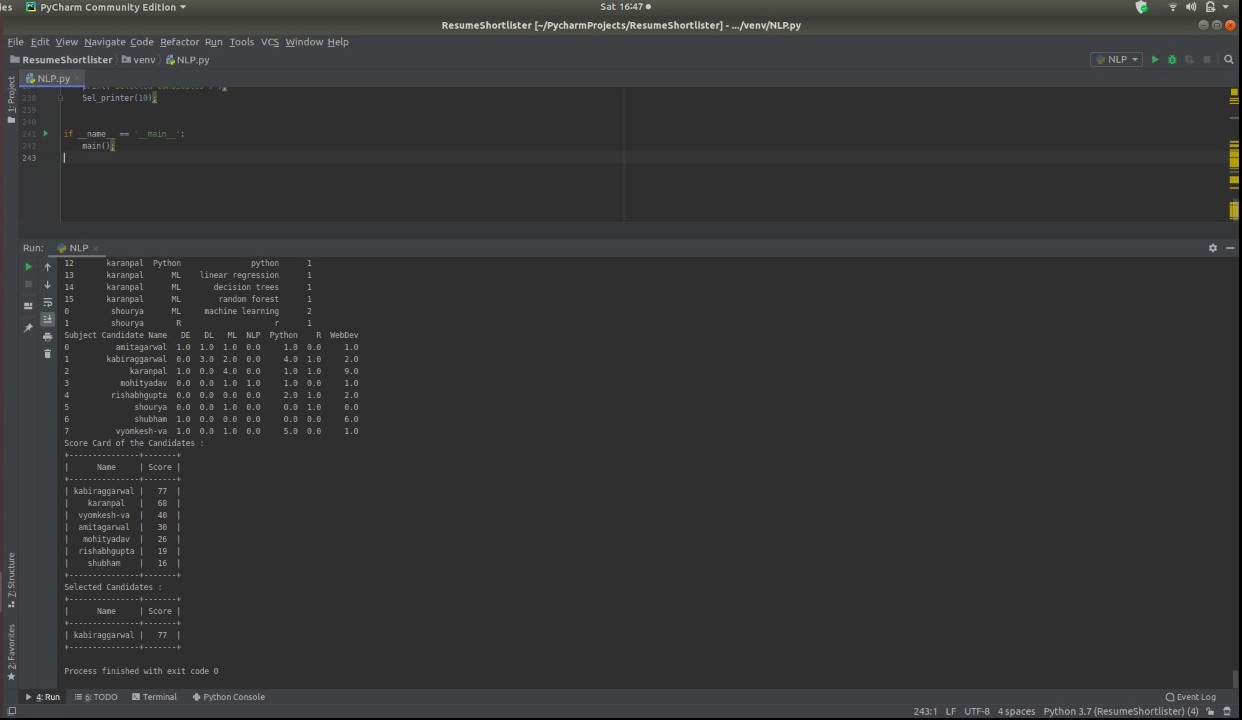 es PyCharm Community Edition Sat 16:47
ResumeShortlister [~/PycharmProjects/ResumeShortlister] - .../venv/NLP.py
File Edit View Navigate Code Refactor Run Tools VCS Window Help
ResumeShortlister venv NLP.py NLP
1: Project
NLP.py
238 Sel_printer(10);
239
240
241 if __name__ == '__main__':
242 main();
243
Run: NLP
12 karanpal Python python 1
13 karanpal ML linear regression 1
14 karanpal ML decision trees 1
15 karanpal ML random forest 1
0 shourya ML machine learning 2
1 shourya R r 1
Subject Candidate Name DE DL ML NLP Python R WebDev
0 amitagarwal 1.0 1.0 1.0 0.0 1.0 0.0 1.0
1 kabiraggarwal 0.0 3.0 2.0 0.0 4.0 1.0 2.0
2 karanpal 1.0 0.0 4.0 0.0 1.0 1.0 9.0
3 mohityadav 0.0 0.0 1.0 1.0 1.0 0.0 1.0
4 rishabhgupta 0.0 0.0 0.0 0.0 2.0 1.0 2.0
5 shourya 0.0 0.0 1.0 0.0 0.0 1.0 0.0
6 shubham 1.0 0.0 0.0 0.0 0.0 0.0 6.0
7 vyomkesh-va 1.0 0.0 1.0 0.0 5.0 0.0 1.0
Score Card of the Candidates :
+---------------+-------+
| Name | Score |
+---------------+-------+
| kabiraggarwal | 77 |
| karanpal | 68 |
| vyomkesh-va | 40 |
| amitagarwal | 30 |
| mohityadav | 26 |
| rishabhgupta | 19 |
| shubham | 16 |
+---------------+-------+
Selected Candidates :
+---------------+-------+
| Name | Score |
+---------------+-------+
| kabiraggarwal | 77 |
+---------------+-------+
Process finished with exit code 0
7: Structure
2: Favorites
4: Run 6: TODO Terminal Python Console Event Log
243:1 LF UTF-8 4 spaces Python 3.7 (ResumeShortlister) (4)